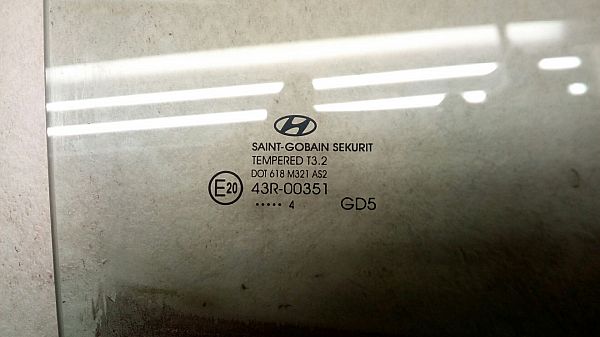 SAINT-GOBAIN SEKURIT
TEMPERED T3.2
DOT 618 M321 AS2
E20 43R-00351
..... 4 GD5